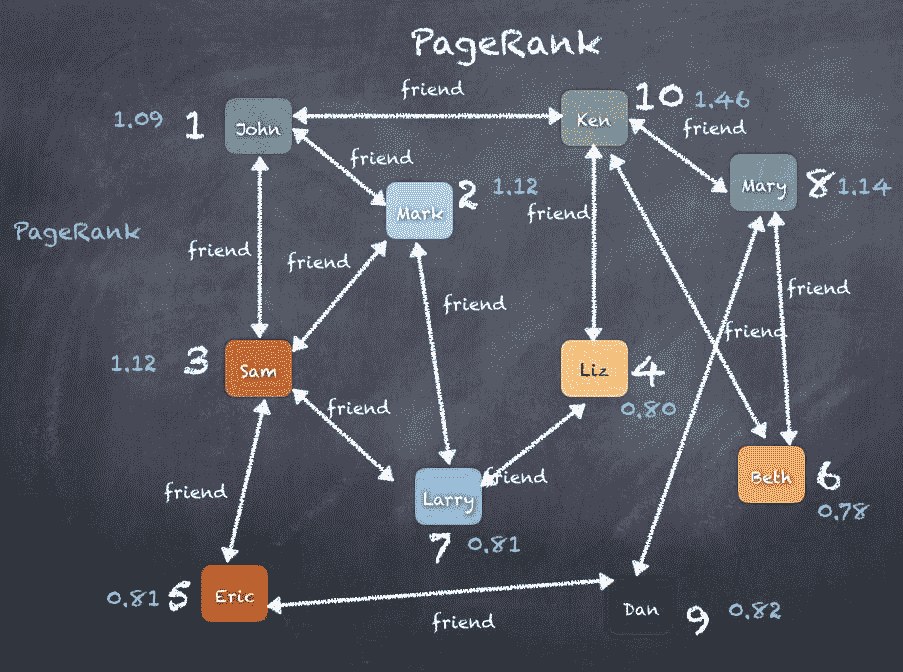 PageRank
friend
1.09 1 John
Ken 10 1.46
friend
friend
Mark 2 1.12
friend
Mary 8 1.14
PageRank
friend
friend
friend
friend
friend
1.12 3 Sam
Liz 4
0.80
friend
friend
Beth 6
0.78
friend
Larry
7 0.81
friend
0.81 5 Eric
Dan 9 0.82
friend